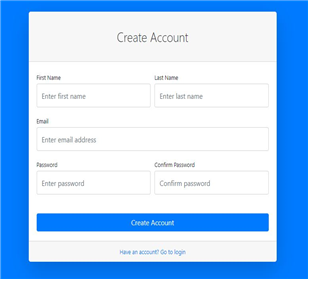 Create Account
First Name Last Name
Enter first name Enter last name
Email
Enter email address
Password Confirm Password
Enter password Confirm password
Create Account
Have an account? Go to login